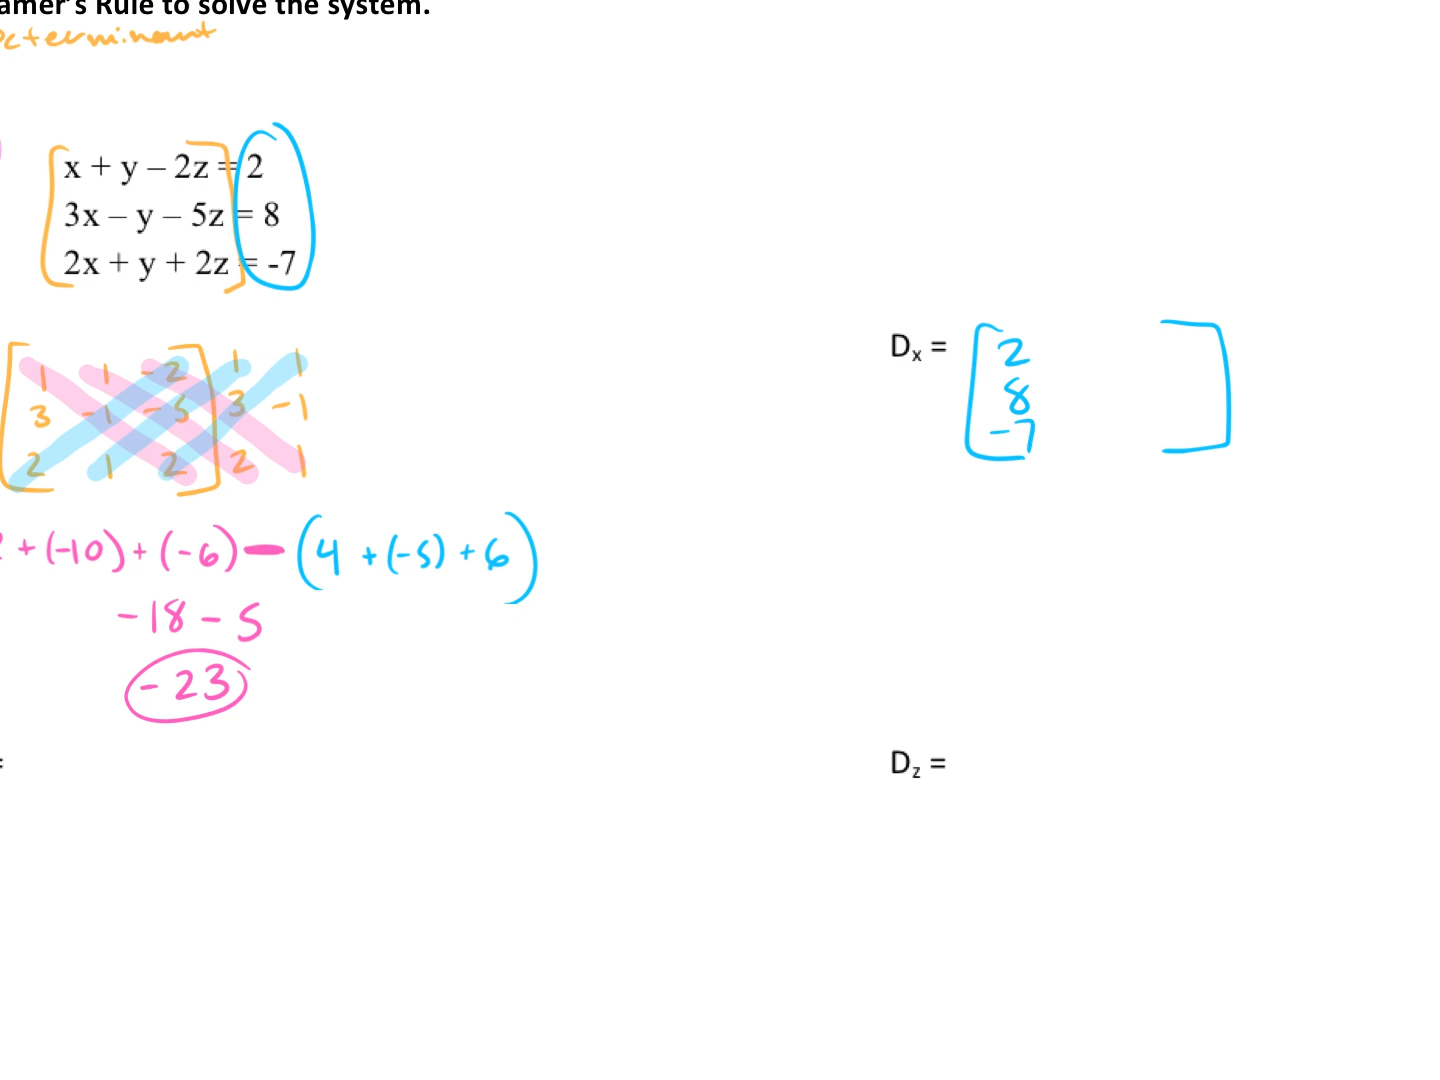 amer's Rule to solve the system.
eterminant
x + y – 2z = 2
3x – y – 5z = 8
2x + y + 2z = -7
1 1 -2 1 1
3 -1 -5 3 -1
2 1 2 2 1
+ (-10) + (-6) - (4 + (-5) + 6)
-18 - 5
-23
Dx =
2
8
-7
=
Dz =